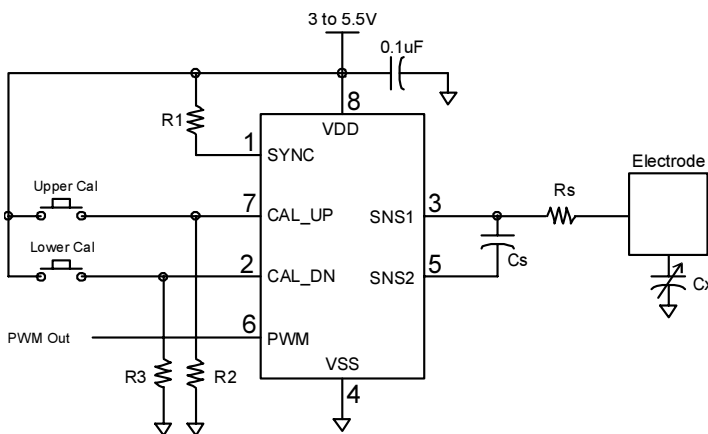 3 to 5.5V
0.1uF
8
VDD
R1
1
SYNC
Electrode
Upper Cal
7
CAL_UP
SNS1
3
Rs
Lower Cal
2
CAL_DN
SNS2
5
Cs
Cx
PWM Out
6
PWM
R3
R2
VSS
4